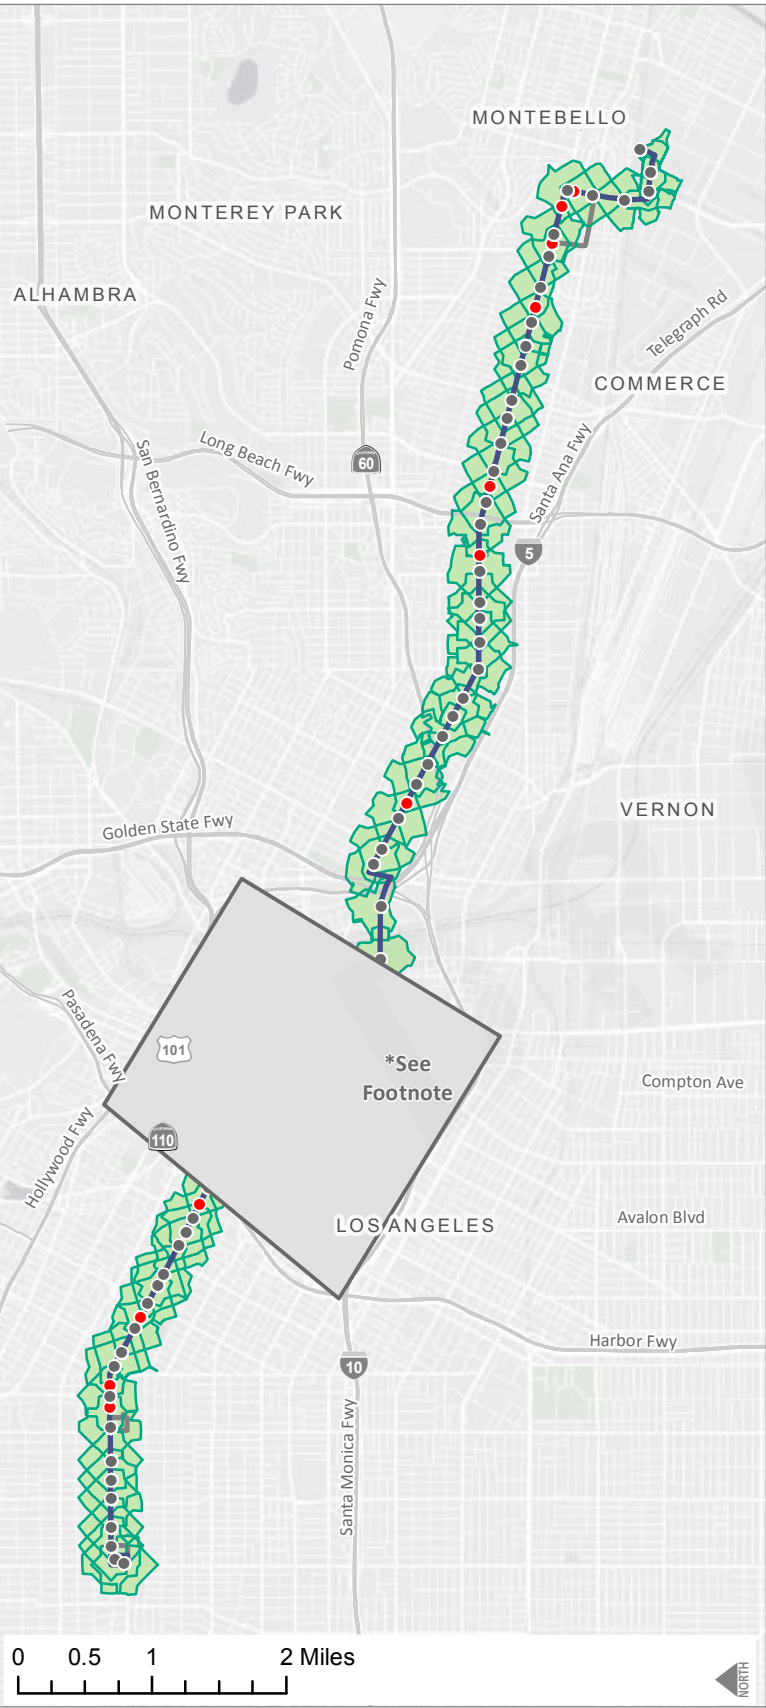 MONTEBELLO
MONTEREY PARK
ALHAMBRA
Pomona Fwy
Telegraph Rd
COMMERCE
Long Beach Fwy
San Bernardino Fwy
CALIFORNIA
60
Santa Ana Fwy
5
VERNON
Golden State Fwy
Pasadena Fwy
101
*See
Footnote
Compton Ave
Hollywood Fwy
CALIFORNIA
110
LOS ANGELES
Avalon Blvd
Harbor Fwy
10
Santa Monica Fwy
0 0.5 1 2 Miles
NORTH